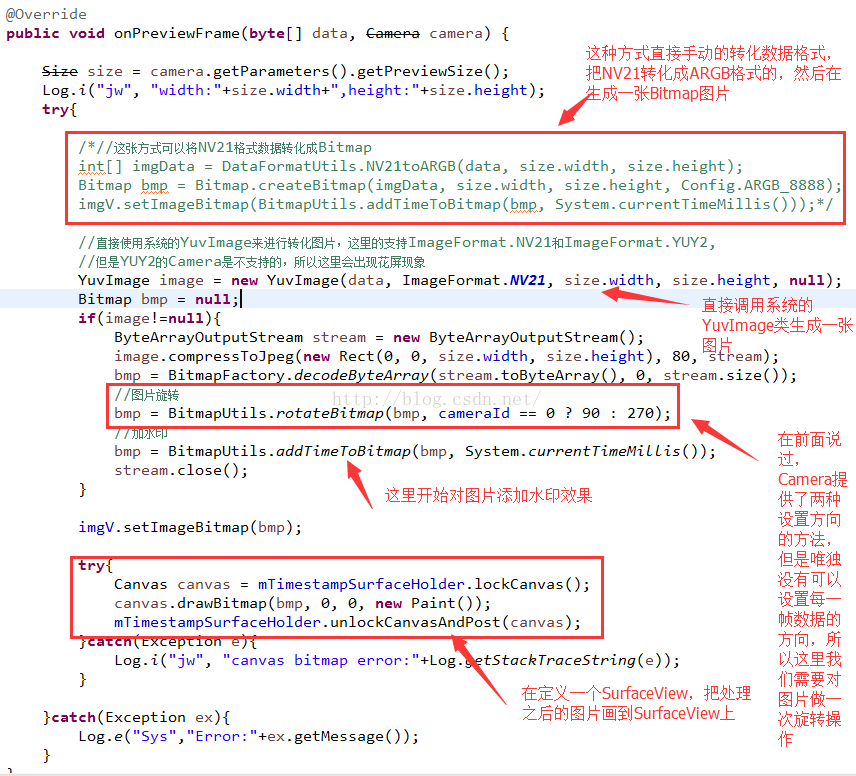 @Override
public void onPreviewFrame(byte[] data, Camera camera) {
Size size = camera.getParameters().getPreviewSize();
Log.i("jw", "width:"+size.width+",height:"+size.height);
try{
这种方式直接手动的转化数据格式，
把NV21转化成ARGB格式的，然后在
生成一张Bitmap图片
/*//这张方式可以将NV21格式数据转化成Bitmap
int[] imgData = DataFormatUtils.NV21toARGB(data, size.width, size.height);
Bitmap bmp = Bitmap.createBitmap(imgData, size.width, size.height, Config.ARGB_8888);
imgV.setImageBitmap(BitmapUtils.addTimeToBitmap(bmp, System.currentTimeMillis()));*/
//直接使用系统的YuvImage来进行转化图片，这里的支持ImageFormat.NV21和ImageFormat.YUY2,
//但是YUY2的Camera是不支持的，所以这里会出现花屏现象
YuvImage image = new YuvImage(data, ImageFormat.NV21, size.width, size.height, null);
Bitmap bmp = null;
直接调用系统的
YuvImage类生成一张
图片
if(image!=null){
ByteArrayOutputStream stream = new ByteArrayOutputStream();
image.compressToJpeg(new Rect(0, 0, size.width, size.height), 80, stream);
bmp = BitmapFactory.decodeByteArray(stream.toByteArray(), 0, stream.size());
//图片旋转
http://blog.csdn.net/
bmp = BitmapUtils.rotateBitmap(bmp, cameraId == 0 ? 90 : 270);
//加水印
bmp = BitmapUtils.addTimeToBitmap(bmp, System.currentTimeMillis());
stream.close();
}
这里开始对图片添加水印效果
在前面说
过，
Camera提
供了两种
设置方向
的方法，
但是唯独
没有可以
设置每一
帧数据的
方向，所
以这里我
们需要对
图片做一
次旋转操
作
imgV.setImageBitmap(bmp);
try{
Canvas canvas = mTimestampSurfaceHolder.lockCanvas();
canvas.drawBitmap(bmp, 0, 0, new Paint());
mTimestampSurfaceHolder.unlockCanvasAndPost(canvas);
}catch(Exception e){
Log.i("jw", "canvas bitmap error:"+Log.getStackTraceString(e));
}
在定义一个SurfaceView，把处理
之后的图片画到SurfaceView上
}catch(Exception ex){
Log.e("Sys","Error:"+ex.getMessage());
}
}